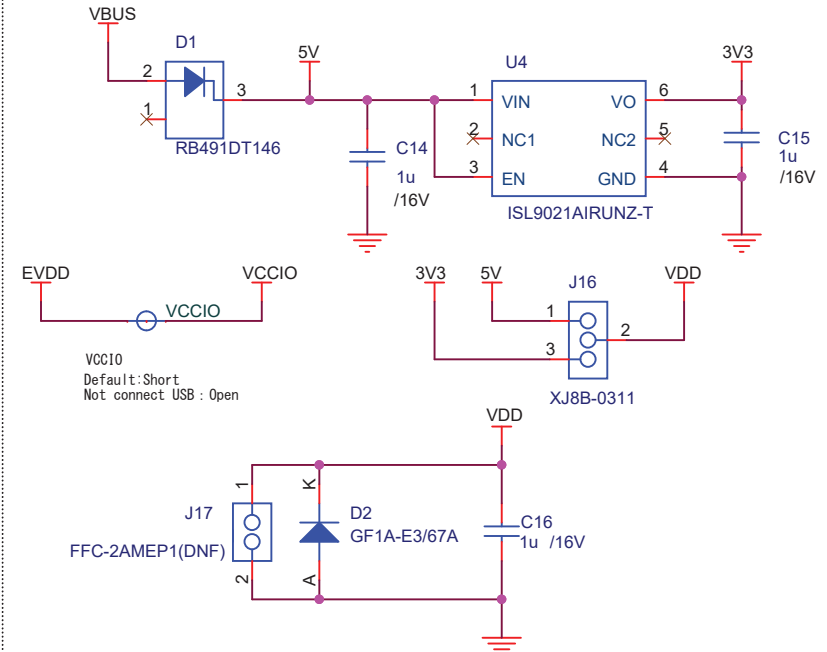 VBUS
D1
2
3
1
RB491DT146
5V
C14
1u
/16V
U4
1
VIN
VO
6
2
NC1
NC2
5
3
EN
GND
4
ISL9021AIRUNZ-T
3V3
C15
1u
/16V
EVDD
VCCIO
VCCIO
VCCIO
Default:Short
Not connect USB : Open
3V3
5V
J16
VDD
1
2
3
XJ8B-0311
VDD
1
K
J17
D2
C16
FFC-2AMEP1(DNF)
GF1A-E3/67A
1u /16V
2
A